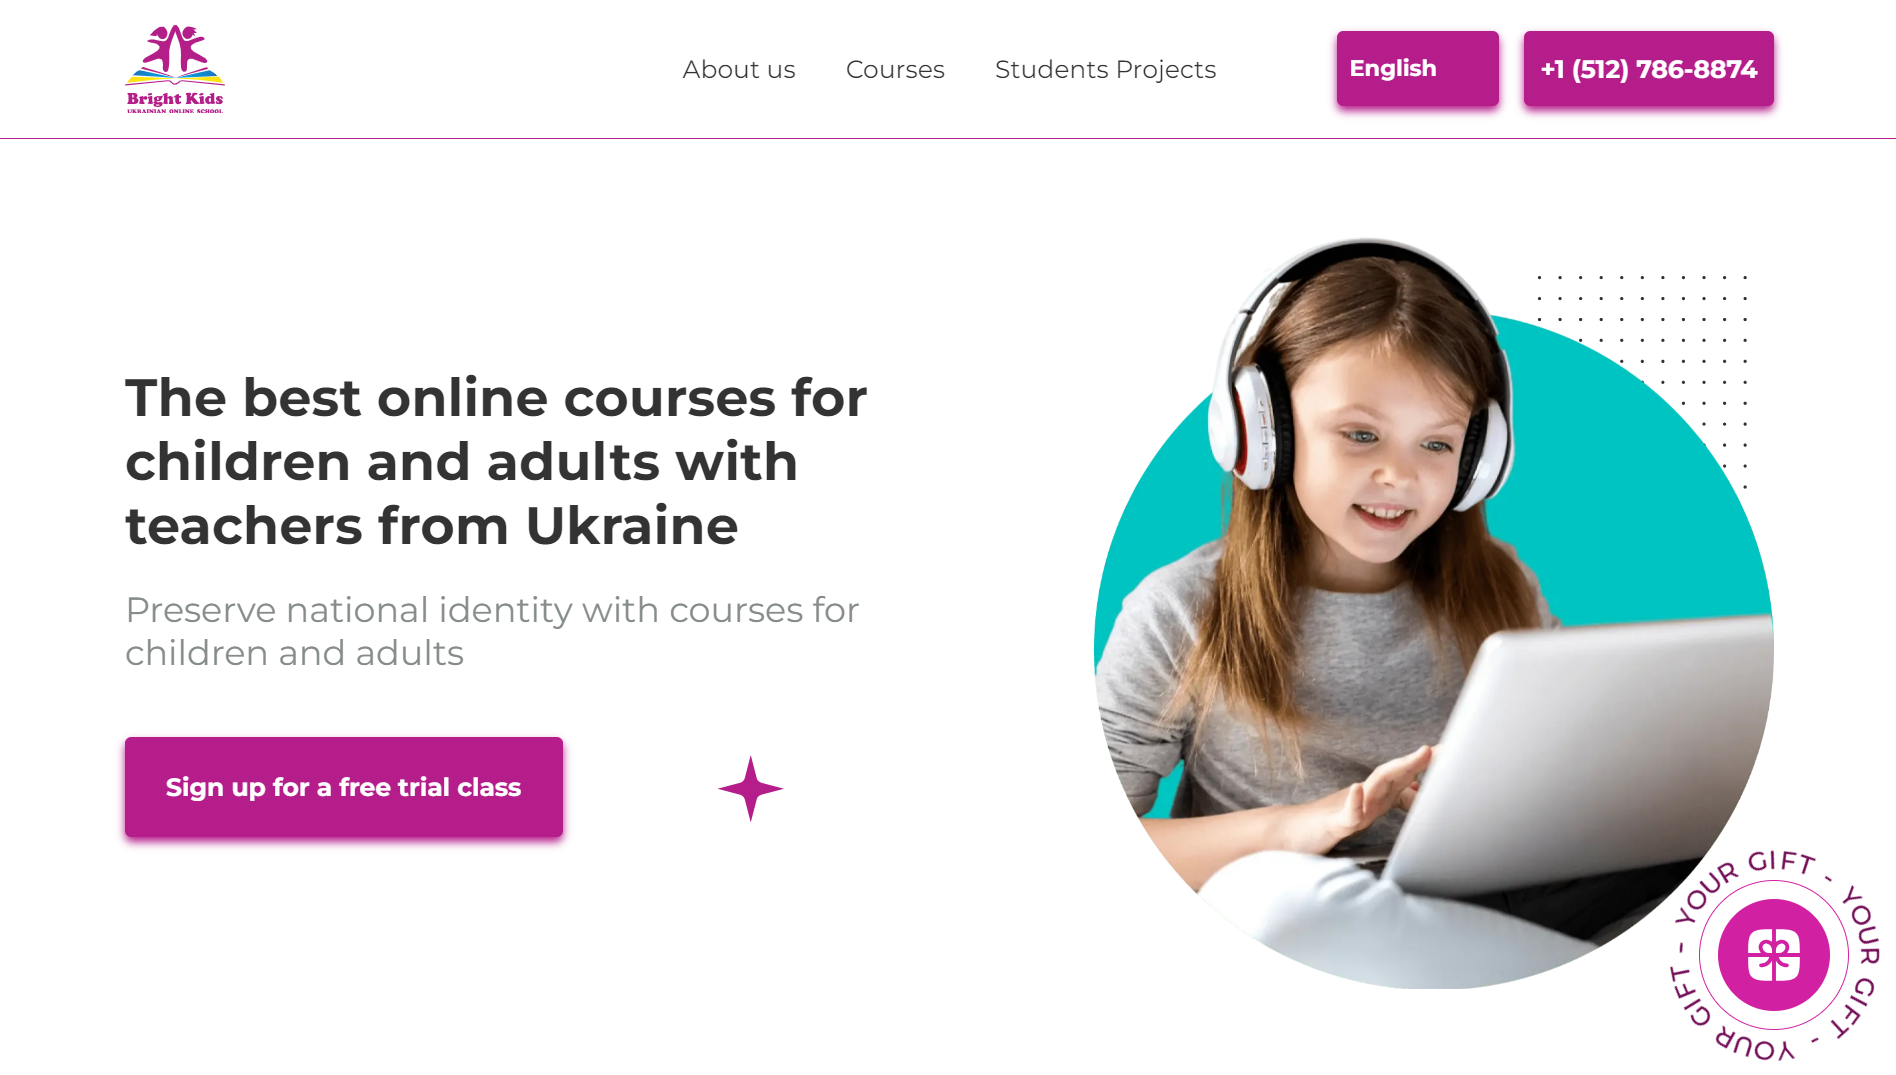 Bright Kids
UKRAINIAN ONLINE SCHOOL
About us
Courses
Students Projects
English
+1 (512) 786-8874
The best online courses for
children and adults with
teachers from Ukraine
Preserve national identity with courses for
children and adults
Sign up for a free trial class
YOUR GIFT - YOUR GIFT - YOUR GIFT -